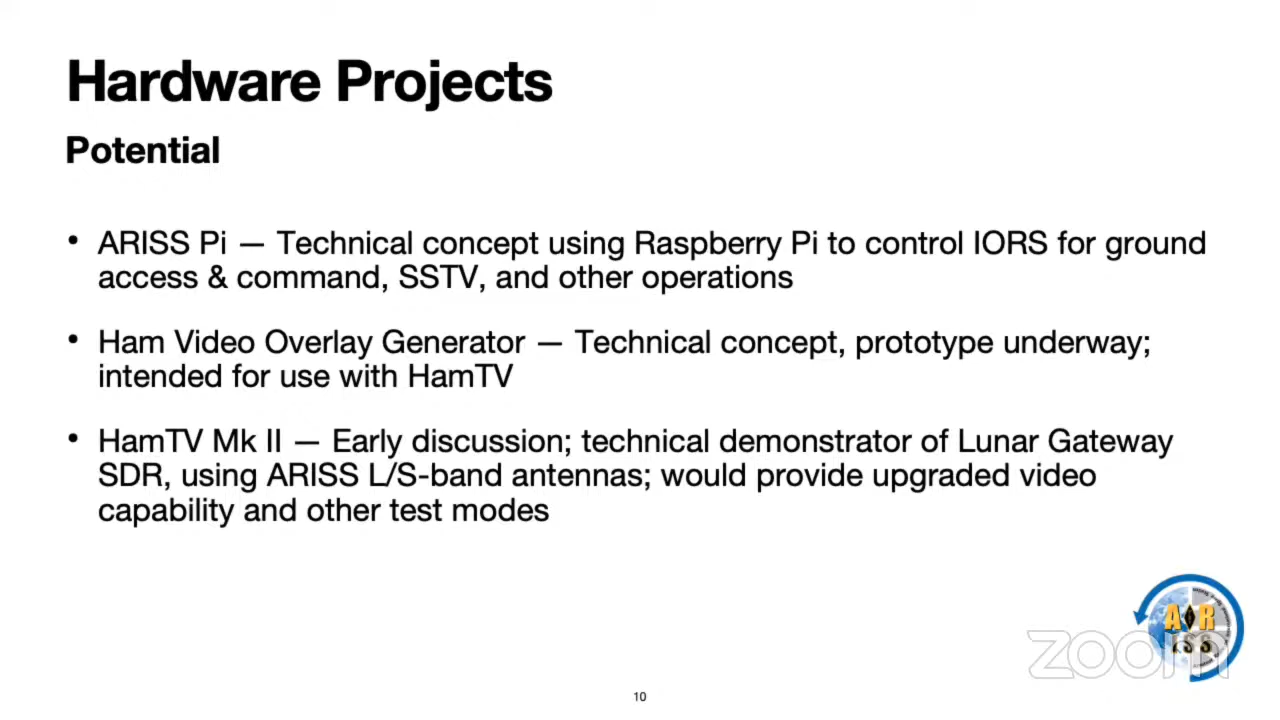 Hardware Projects
Potential
• ARISS Pi — Technical concept using Raspberry Pi to control IORS for ground
access & command, SSTV, and other operations
• Ham Video Overlay Generator — Technical concept, prototype underway;
intended for use with HamTV
• HamTV Mk II — Early discussion; technical demonstrator of Lunar Gateway
SDR, using ARISS L/S-band antennas; would provide upgraded video
capability and other test modes
A R
ISS
zoom
10